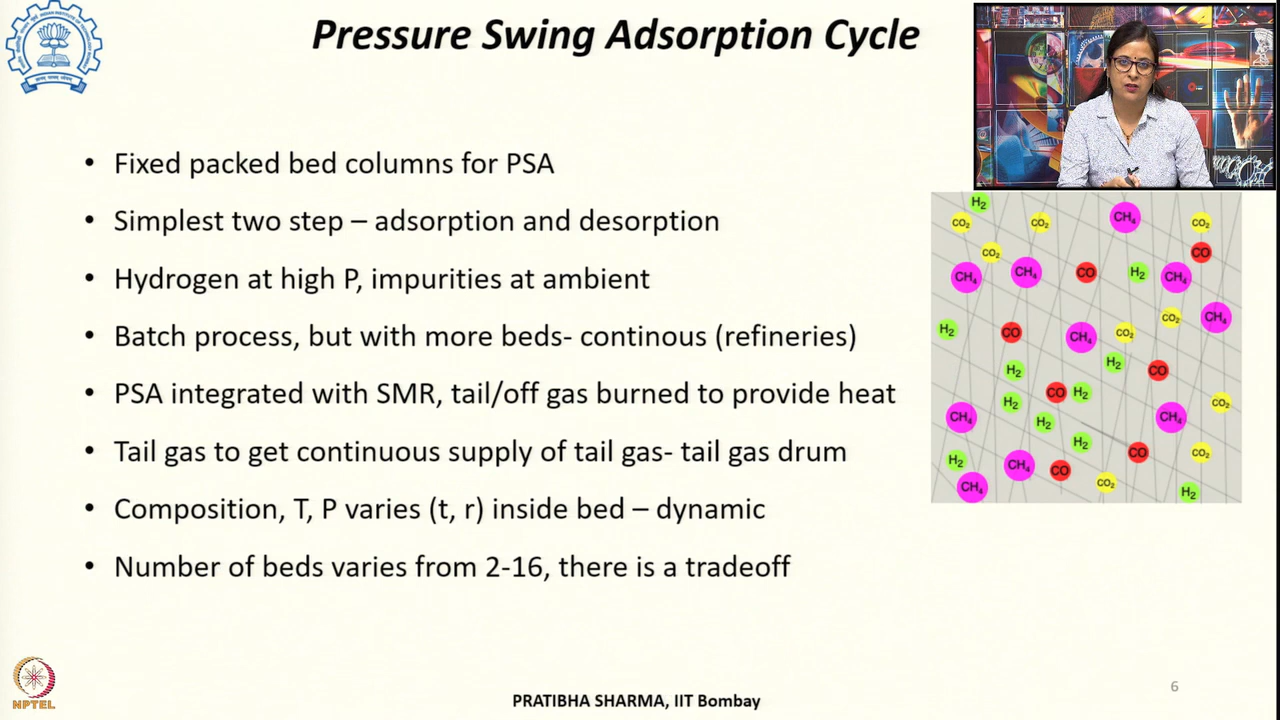 Pressure Swing Adsorption Cycle
• Fixed packed bed columns for PSA
• Simplest two step – adsorption and desorption
• Hydrogen at high P, impurities at ambient
• Batch process, but with more beds- continous (refineries)
• PSA integrated with SMR, tail/off gas burned to provide heat
• Tail gas to get continuous supply of tail gas- tail gas drum
• Composition, T, P varies (t, r) inside bed – dynamic
• Number of beds varies from 2-16, there is a tradeoff
H₂
CO₂ CO₂ CH₄ CO₂
CO₂ CO
CH₄ CH₄ CO H₂ CH₄
H₂ CO CH₄ CO₂ CO₂ CH₄
H₂ H₂ CO
H₂ CO H₂ CO₂
CH₄ H₂ CH₄
H₂ CO CO₂
H₂ CH₄ CO
CH₄ CO₂ H₂
NPTEL
PRATIBHA SHARMA, IIT Bombay
6